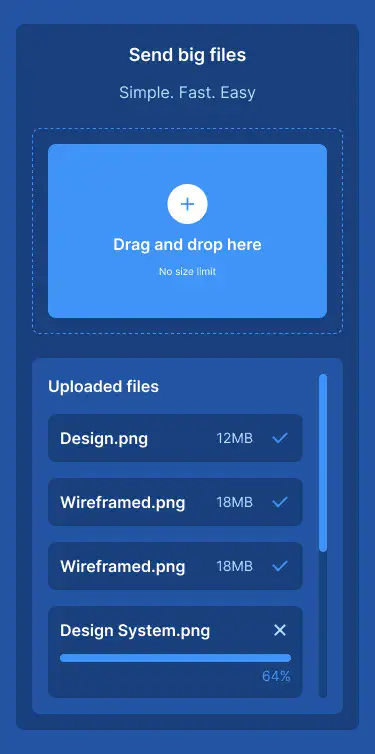 Send big files
Simple. Fast. Easy
Drag and drop here
No size limit
Uploaded files
Design.png 12MB
Wireframed.png 18MB
Wireframed.png 18MB
Design System.png
64%